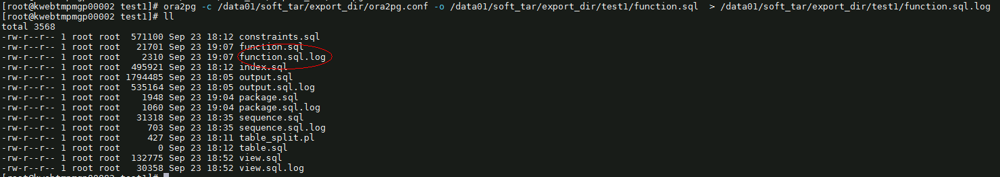 [root@kwebtmpmgp00002 test1]# ora2pg -c /data01/soft_tar/export_dir/ora2pg.conf -o /data01/soft_tar/export_dir/test1/function.sql  > /data01/soft_tar/export_dir/test1/function.sql.log
[root@kwebtmpmgp00002 test1]# ll
total 3568
-rw-r--r-- 1 root root  571100 Sep 23 18:12 constraints.sql
-rw-r--r-- 1 root root   21701 Sep 23 19:07 function.sql
-rw-r--r-- 1 root root    2310 Sep 23 19:07 function.sql.log
-rw-r--r-- 1 root root  495921 Sep 23 18:12 index.sql
-rw-r--r-- 1 root root 1794485 Sep 23 18:05 output.sql
-rw-r--r-- 1 root root  535164 Sep 23 18:05 output.sql.log
-rw-r--r-- 1 root root    1948 Sep 23 19:04 package.sql
-rw-r--r-- 1 root root    1060 Sep 23 19:04 package.sql.log
-rw-r--r-- 1 root root   31318 Sep 23 18:35 sequence.sql
-rw-r--r-- 1 root root     703 Sep 23 18:35 sequence.sql.log
-rw-r--r-- 1 root root     427 Sep 23 18:11 table_split.pl
-rw-r--r-- 1 root root       0 Sep 23 18:12 table.sql
-rw-r--r-- 1 root root  132775 Sep 23 18:52 view.sql
-rw-r--r-- 1 root root   30358 Sep 23 18:52 view.sql.log
[root@kwebtmpmgp00002 test1]#